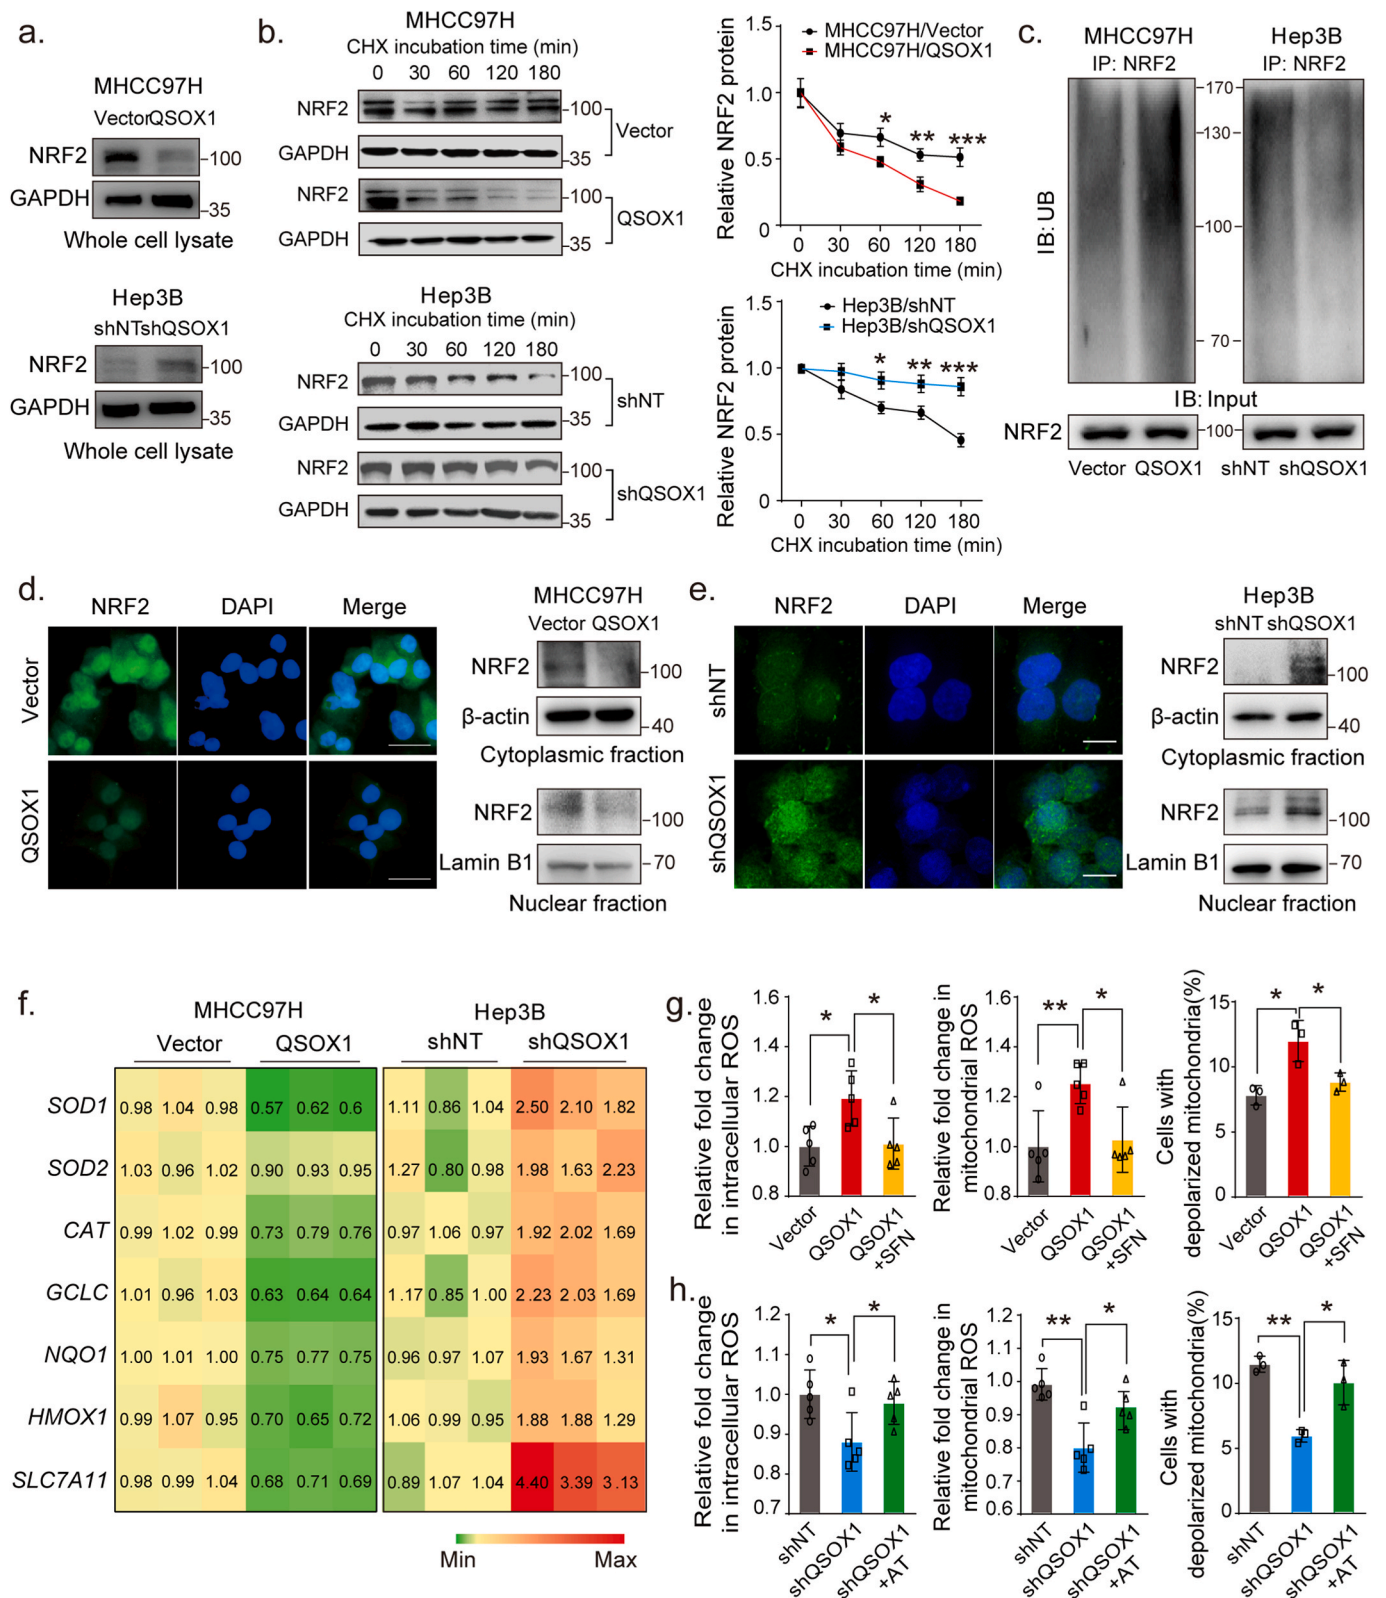 a.
MHCC97H
VectorQSOX1
NRF2
-100
GAPDH
-35
Whole cell lysate
Hep3B
shNTshQSOX1
NRF2
-100
GAPDH
-35
Whole cell lysate
b.
MHCC97H
CHX incubation time (min)
0 30 60 120 180
NRF2
-100
GAPDH
-35
Vector
NRF2
-100
GAPDH
-35
QSOX1
Hep3B
CHX incubation time (min)
0 30 60 120 180
NRF2
-100
GAPDH
-35
shNT
NRF2
-100
GAPDH
-35
shQSOX1
MHCC97H/Vector
MHCC97H/QSOX1
Relative NRF2 protein
1.5
1.0
0.5
0
* ** ***
0 30 60 120 180
CHX incubation time (min)
Hep3B/shNT
Hep3B/shQSOX1
Relative NRF2 protein
1.5
1.0
0.5
0
* ** ***
0 30 60 120 180
CHX incubation time (min)
c.
MHCC97H Hep3B
IP: NRF2 IP: NRF2
IB: UB
-170-
-130-
-100-
-70-
IB: Input
NRF2
-100-
Vector QSOX1 shNT shQSOX1
d.
NRF2 DAPI Merge
Vector
QSOX1
MHCC97H
Vector QSOX1
NRF2
-100
β-actin
-40
Cytoplasmic fraction
NRF2
-100
Lamin B1
-70
Nuclear fraction
e.
NRF2 DAPI Merge
shNT
shQSOX1
Hep3B
shNT shQSOX1
NRF2
-100
β-actin
-40
Cytoplasmic fraction
NRF2
-100
Lamin B1
-70
Nuclear fraction
f.
MHCC97H Hep3B
Vector QSOX1 shNT shQSOX1
SOD1 0.98 1.04 0.98 0.57 0.62 0.6 1.11 0.86 1.04 2.50 2.10 1.82
SOD2 1.03 0.96 1.02 0.90 0.93 0.95 1.27 0.80 0.98 1.98 1.63 2.23
CAT 0.99 1.02 0.99 0.73 0.79 0.76 0.97 1.06 0.97 1.92 2.02 1.69
GCLC 1.01 0.96 1.03 0.63 0.64 0.64 1.17 0.85 1.00 2.23 2.03 1.69
NQO1 1.00 1.01 1.00 0.75 0.77 0.75 0.96 0.97 1.07 1.93 1.67 1.31
HMOX1 0.99 1.07 0.95 0.70 0.65 0.72 1.06 0.99 0.95 1.88 1.88 1.29
SLC7A11 0.98 0.99 1.04 0.68 0.71 0.69 0.89 1.07 1.04 4.40 3.39 3.13
Min Max
g.
Relative fold change
in intracellular ROS
1.6
1.4
1.2
1.0
0.8
* *
Vector
QSOX1
QSOX1
+SFN
Relative fold change in
mitochondrial ROS
1.6
1.4
1.2
1.0
0.8
** *
Vector
QSOX1
QSOX1
+SFN
Cells with
depolarized mitochondria(%)
15
10
5
0
* *
Vector
QSOX1
QSOX1
+SFN
h.
Relative fold change
in intracellular ROS
1.2
1.1
1.0
0.9
0.8
0.7
* *
shNT
shQSOX1
shQSOX1
+AT
Relative fold change in
mitochondrial ROS
1.2
1.1
1.0
0.9
0.8
0.7
0.6
** *
shNT
shQSOX1
shQSOX1
+AT
Cells with
depolarized mitochondria(%)
15
10
5
0
** *
shNT
shQSOX1
shQSOX1
+AT